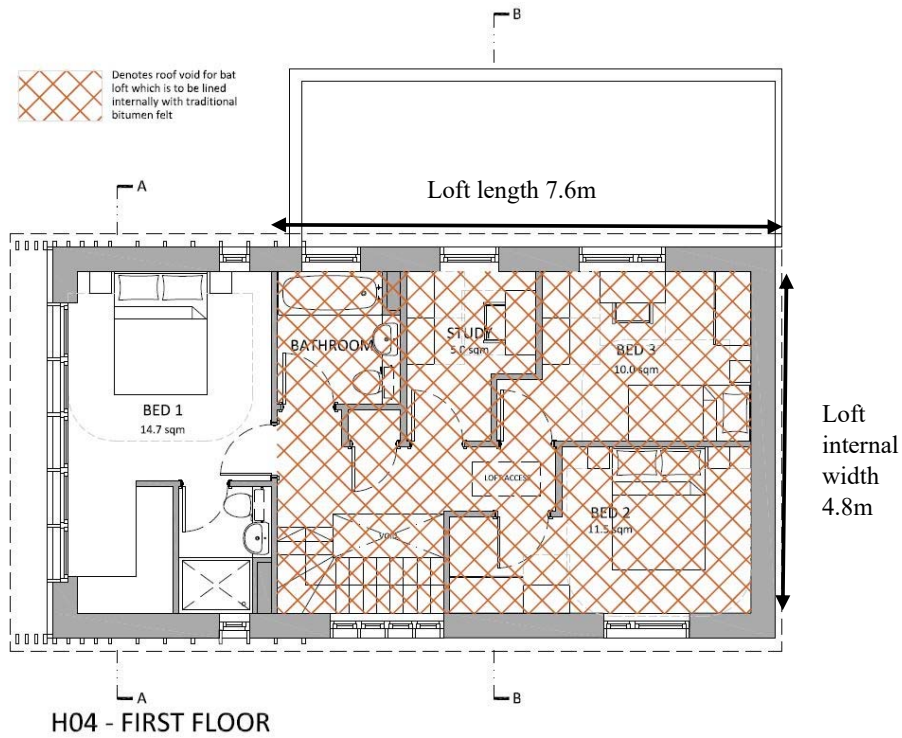 B
Denotes roof void for bat
loft which is to be lined
internally with traditional
bitumen felt
A
Loft length 7.6m
BATHROOM
STUDY
5.0 sqm
BED 3
10.0 sqm
BED 1
14.7 sqm
Loft
internal
width
4.8m
LOFT ACCESS
BED 2
11.5 sqm
VOID
A
B
H04 - FIRST FLOOR